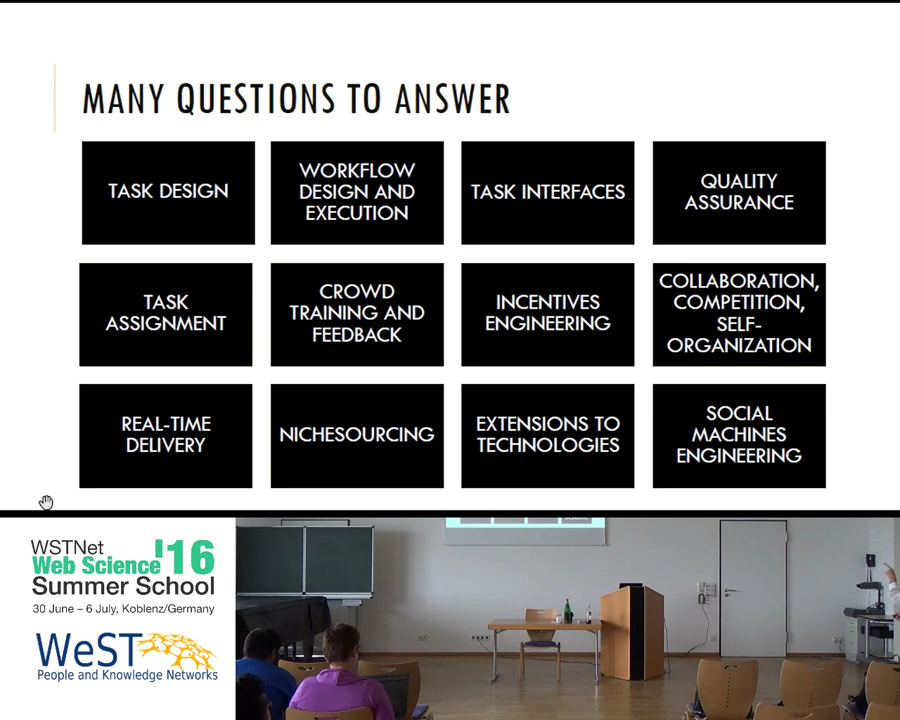 MANY QUESTIONS TO ANSWER
TASK DESIGN
WORKFLOW
DESIGN AND
EXECUTION
TASK INTERFACES
QUALITY
ASSURANCE
TASK
ASSIGNMENT
CROWD
TRAINING AND
FEEDBACK
INCENTIVES
ENGINEERING
COLLABORATION,
COMPETITION,
SELF-
ORGANIZATION
REAL-TIME
DELIVERY
NICHESOURCING
EXTENSIONS TO
TECHNOLOGIES
SOCIAL
MACHINES
ENGINEERING
WSTNet
Web Science '16
Summer School
30 June – 6 July, Koblenz/Germany
WeST
People and Knowledge Networks